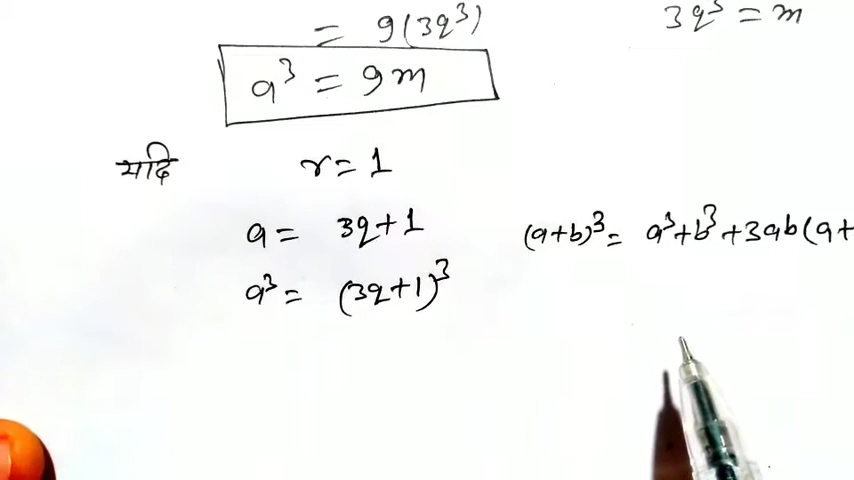 = 9(3q³) 3q³ = m
a³ = 9m
यदि r = 1
a = 3q+1 (a+b)³ = a³+b³+3ab(a+
a³ = (3q+1)³